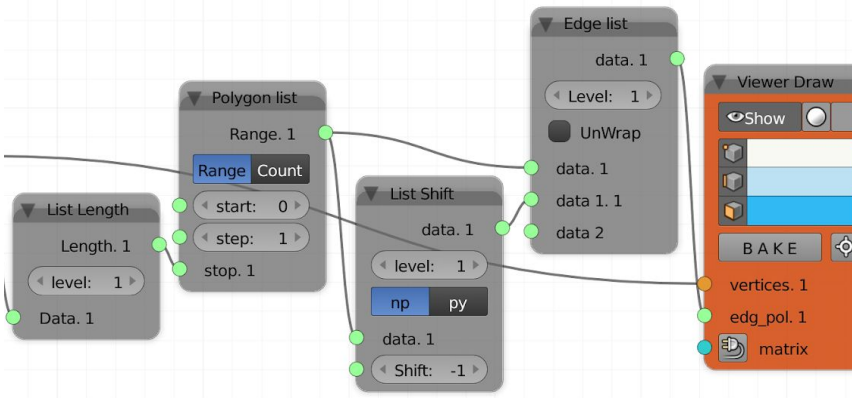 List Length
Length. 1
level: 1
Data. 1
Polygon list
Range. 1
Range Count
start: 0
step: 1
stop. 1
List Shift
data. 1
level: 1
np py
data. 1
Shift: -1
Edge list
data. 1
Level: 1
UnWrap
data. 1
data 1. 1
data 2
Viewer Draw
Show
BAKE
vertices. 1
edg_pol. 1
matrix